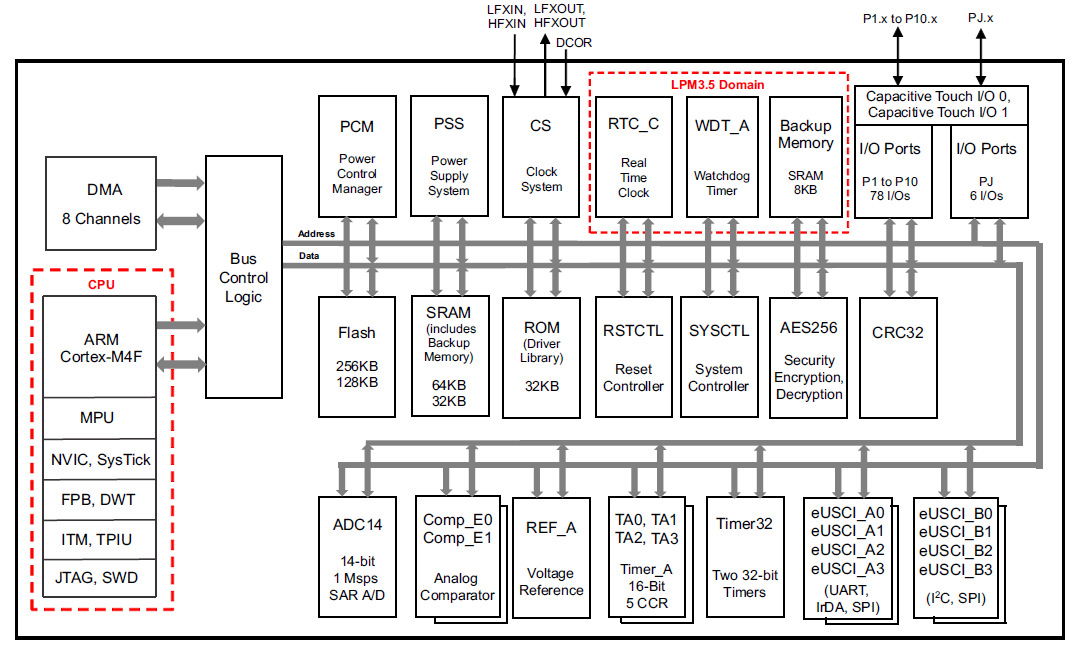 LFXIN,
HFXIN
LFXOUT,
HFXOUT
DCOR
P1.x to P10.x
PJ.x
LPM3.5 Domain
Capacitive Touch I/O 0,
Capacitive Touch I/O 1
PCM
Power
Control
Manager
PSS
Power
Supply
System
CS
Clock
System
RTC_C
Real
Time
Clock
WDT_A
Watchdog
Timer
Backup
Memory
SRAM
8KB
I/O Ports
P1 to P10
78 I/Os
I/O Ports
PJ
6 I/Os
DMA
8 Channels
Bus
Control
Logic
Address
Data
CPU
ARM
Cortex-M4F
MPU
NVIC, SysTick
FPB, DWT
ITM, TPIU
JTAG, SWD
Flash
256KB
128KB
SRAM
(includes
Backup
Memory)
64KB
32KB
ROM
(Driver
Library)
32KB
RSTCTL
Reset
Controller
SYSCTL
System
Controller
AES256
Security
Encryption,
Decryption
CRC32
ADC14
14-bit
1 Msps
SAR A/D
Comp_E0
Comp_E1
Analog
Comparator
REF_A
Voltage
Reference
TA0, TA1
TA2, TA3
Timer_A
16-Bit
5 CCR
Timer32
Two 32-bit
Timers
eUSCI_A0
eUSCI_A1
eUSCI_A2
eUSCI_A3
(UART,
IrDA, SPI)
eUSCI_B0
eUSCI_B1
eUSCI_B2
eUSCI_B3
(I²C, SPI)